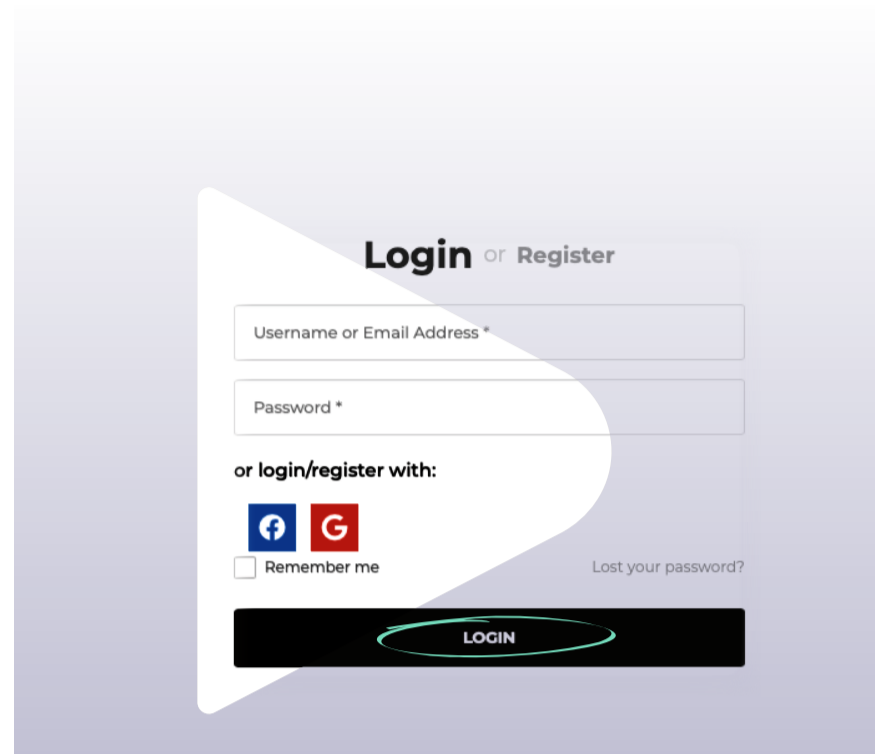 Login or Register
Username or Email Address *
Password *
or login/register with:
G
Remember me
Lost your password?
LOGIN